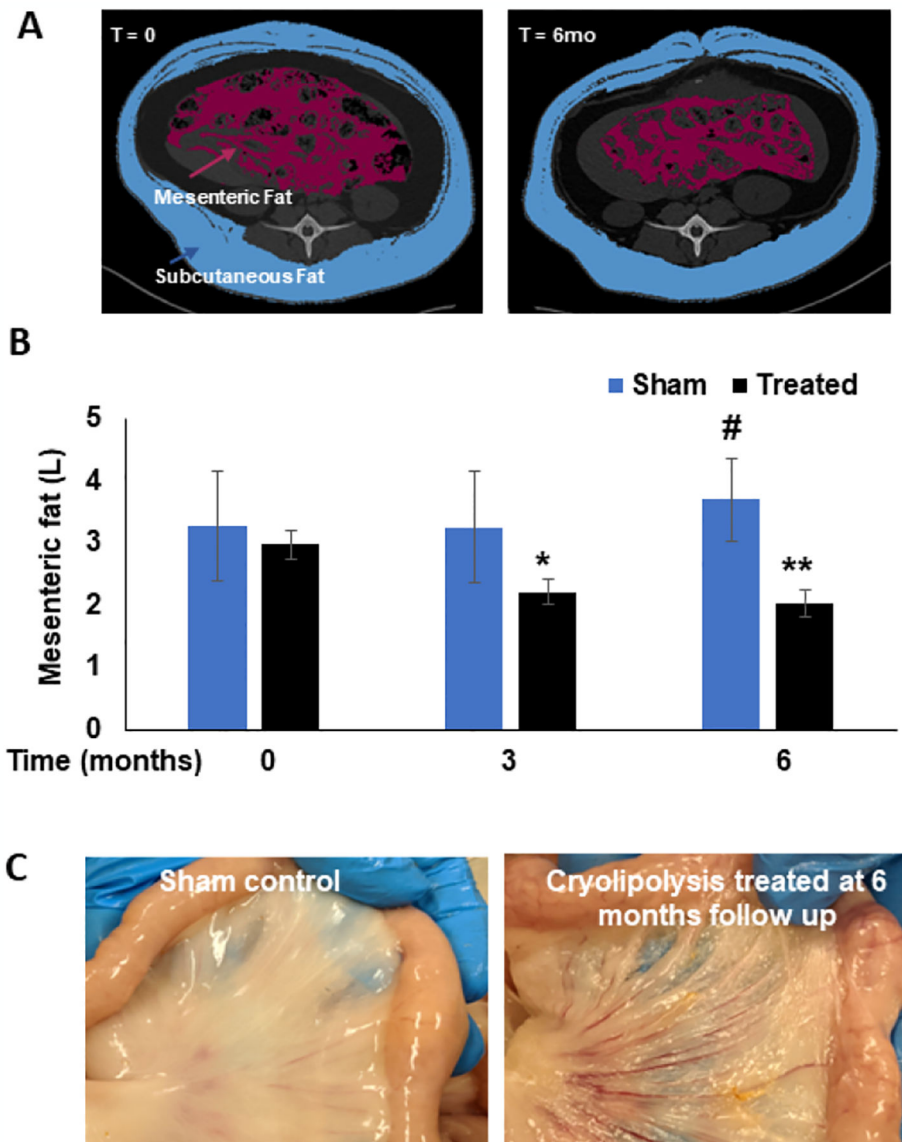 A
T = 0
T = 6mo
Mesenteric Fat
Subcutaneous Fat
B
Sham Treated
#
*
**
Mesenteric fat (L)
5
4
3
2
1
0
Time (months) 0 3 6
C
Sham control
Cryolipolysis treated at 6
months follow up